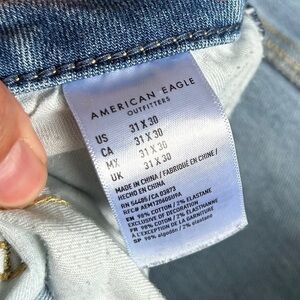 AMERICAN EAGLE
OUTFITTERS
US 31 X 30
CA 31 X 30
MX 31 X 30
UK 31 X 30
MADE IN CHINA / FABRIQUÉ EN CHINE /
HECHO EN CHINA
RN 54485 / CA 03873
EN 98% COTTON / 2% ELASTANE
EXCLUSIVE OF DECORATION
FR 98% COTON / 2% ELASTANE
À L'EXCEPTION DE LA GARNITURE
SP 98% algodón / 2% elastane